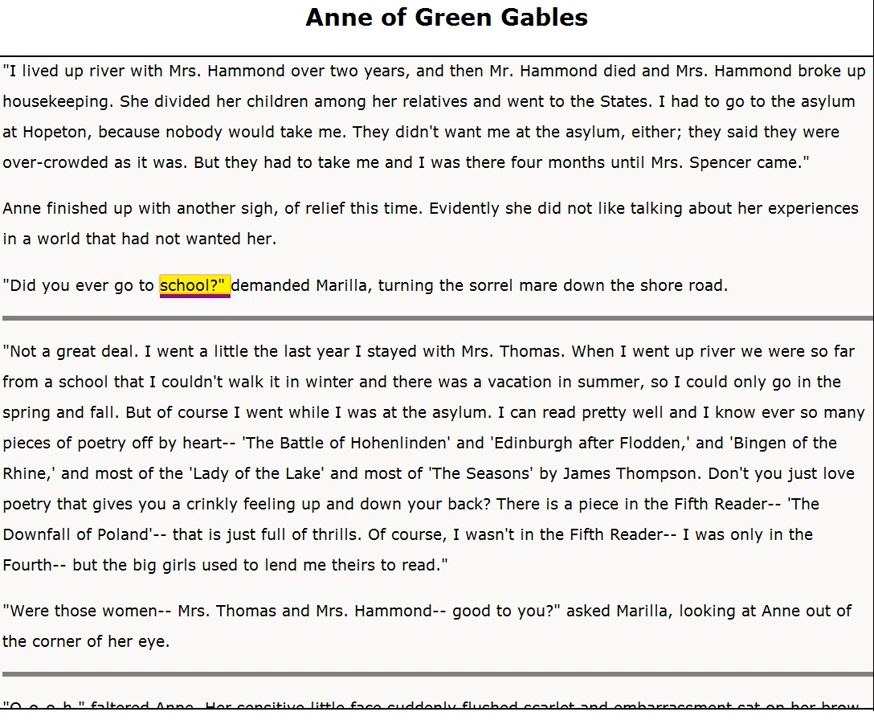 Anne of Green Gables
"I lived up river with Mrs. Hammond over two years, and then Mr. Hammond died and Mrs. Hammond broke up
housekeeping. She divided her children among her relatives and went to the States. I had to go to the asylum
at Hopeton, because nobody would take me. They didn't want me at the asylum, either; they said they were
over-crowded as it was. But they had to take me and I was there four months until Mrs. Spencer came."
Anne finished up with another sigh, of relief this time. Evidently she did not like talking about her experiences
in a world that had not wanted her.
"Did you ever go to school?" demanded Marilla, turning the sorrel mare down the shore road.
"Not a great deal. I went a little the last year I stayed with Mrs. Thomas. When I went up river we were so far
from a school that I couldn't walk it in winter and there was a vacation in summer, so I could only go in the
spring and fall. But of course I went while I was at the asylum. I can read pretty well and I know ever so many
pieces of poetry off by heart-- 'The Battle of Hohenlinden' and 'Edinburgh after Flodden,' and 'Bingen of the
Rhine,' and most of the 'Lady of the Lake' and most of 'The Seasons' by James Thompson. Don't you just love
poetry that gives you a crinkly feeling up and down your back? There is a piece in the Fifth Reader-- 'The
Downfall of Poland'-- that is just full of thrills. Of course, I wasn't in the Fifth Reader-- I was only in the
Fourth-- but the big girls used to lend me theirs to read."
"Were those women-- Mrs. Thomas and Mrs. Hammond-- good to you?" asked Marilla, looking at Anne out of
the corner of her eye.
"O-o-o-h," faltered Anne. Her sensitive little face suddenly flushed scarlet and embarrassment sat on her brow.